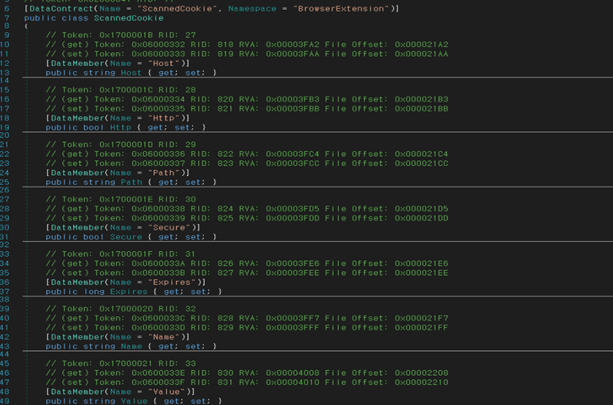 6 [DataContract(Name = "ScannedCookie", Namespace = "BrowserExtension")]
7 public class ScannedCookie
8 {
9 // Token: 0x1700001B RID: 27
10 // (get) Token: 0x06000332 RID: 818 RVA: 0x00003FA2 File Offset: 0x000021A2
11 // (set) Token: 0x06000333 RID: 819 RVA: 0x00003FAA File Offset: 0x000021AA
12 [DataMember(Name = "Host")]
13 public string Host { get; set; }
14
15 // Token: 0x1700001C RID: 28
16 // (get) Token: 0x06000334 RID: 820 RVA: 0x00003FB3 File Offset: 0x000021B3
17 // (set) Token: 0x06000335 RID: 821 RVA: 0x00003FBB File Offset: 0x000021BB
18 [DataMember(Name = "Http")]
19 public bool Http { get; set; }
20
21 // Token: 0x1700001D RID: 29
22 // (get) Token: 0x06000336 RID: 822 RVA: 0x00003FC4 File Offset: 0x000021C4
23 // (set) Token: 0x06000337 RID: 823 RVA: 0x00003FCC File Offset: 0x000021CC
24 [DataMember(Name = "Path")]
25 public string Path { get; set; }
26
27 // Token: 0x1700001E RID: 30
28 // (get) Token: 0x06000338 RID: 824 RVA: 0x00003FD5 File Offset: 0x000021D5
29 // (set) Token: 0x06000339 RID: 825 RVA: 0x00003FDD File Offset: 0x000021DD
30 [DataMember(Name = "Secure")]
31 public bool Secure { get; set; }
32
33 // Token: 0x1700001F RID: 31
34 // (get) Token: 0x0600033A RID: 826 RVA: 0x00003FE6 File Offset: 0x000021E6
35 // (set) Token: 0x0600033B RID: 827 RVA: 0x00003FEE File Offset: 0x000021EE
36 [DataMember(Name = "Expires")]
37 public long Expires { get; set; }
38
39 // Token: 0x17000020 RID: 32
40 // (get) Token: 0x0600033C RID: 828 RVA: 0x00003FF7 File Offset: 0x000021F7
41 // (set) Token: 0x0600033D RID: 829 RVA: 0x00003FFF File Offset: 0x000021FF
42 [DataMember(Name = "Name")]
43 public string Name { get; set; }
44
45 // Token: 0x17000021 RID: 33
46 // (get) Token: 0x0600033E RID: 830 RVA: 0x00004008 File Offset: 0x00002208
47 // (set) Token: 0x0600033F RID: 831 RVA: 0x00004010 File Offset: 0x00002210
48 [DataMember(Name = "Value")]
49 public string Value { get; set; }